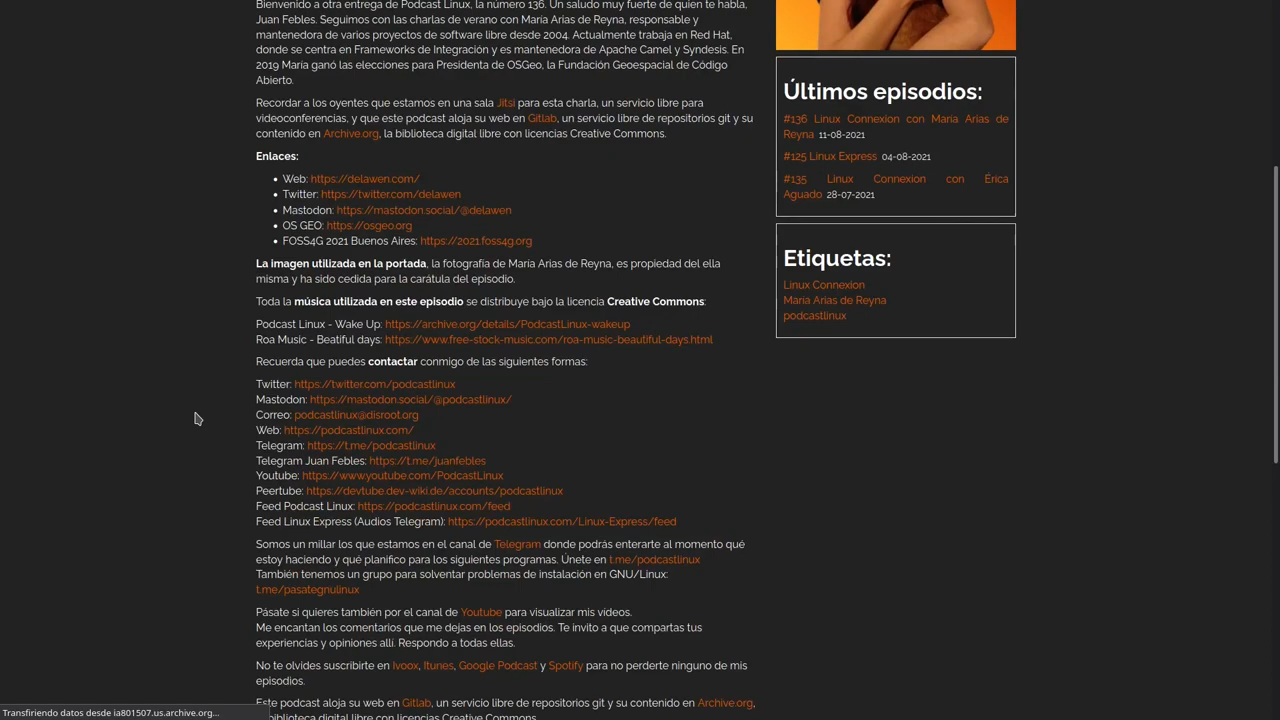 Bienvenido a otra entrega de Podcast Linux, la número 136. Un saludo muy fuerte de quien te habla,
Juan Febles. Seguimos con las charlas de verano con María Arias de Reyna, responsable y
mantenedora de varios proyectos de software libre desde 2004. Actualmente trabaja en Red Hat,
donde se centra en Frameworks de Integración y es mantenedora de Apache Camel y Syndesis. En
2019 María ganó las elecciones para Presidenta de OSGeo, la Fundación Geoespacial de Código
Abierto.
Recordar a los oyentes que estamos en una sala Jitsi para esta charla, un servicio libre para
videoconferencias, y que este podcast aloja su web en Gitlab, un servicio libre de repositorios git y su
contenido en Archive.org, la biblioteca digital libre con licencias Creative Commons.
Enlaces:
• Web: https://delawen.com/
• Twitter: https://twitter.com/delawen
• Mastodon: https://mastodon.social/@delawen
• OS GEO: https://osgeo.org
• FOSS4G 2021 Buenos Aires: https://2021.foss4g.org
La imagen utilizada en la portada, la fotografía de María Arias de Reyna, es propiedad del ella
misma y ha sido cedida para la carátula del episodio.
Toda la música utilizada en este episodio se distribuye bajo la licencia Creative Commons:
Podcast Linux - Wake Up: https://archive.org/details/PodcastLinux-wakeup
Roa Music - Beatiful days: https://www.free-stock-music.com/roa-music-beautiful-days.html
Recuerda que puedes contactar conmigo de las siguientes formas:
Twitter: https://twitter.com/podcastlinux
Mastodon: https://mastodon.social/@podcastlinux/
Correo: podcastlinux@disroot.org
Web: https://podcastlinux.com/
Telegram: https://t.me/podcastlinux
Telegram Juan Febles: https://t.me/juanfebles
Youtube: https://www.youtube.com/PodcastLinux
Peertube: https://devtube.dev-wiki.de/accounts/podcastlinux
Feed Podcast Linux: https://podcastlinux.com/feed
Feed Linux Express (Audios Telegram): https://podcastlinux.com/Linux-Express/feed
Somos un millar los que estamos en el canal de Telegram donde podrás enterarte al momento qué
estoy haciendo y qué planifico para los siguientes programas. Únete en t.me/podcastlinux
También tenemos un grupo para solventar problemas de instalación en GNU/Linux:
t.me/pasategnulinux
Pásate si quieres también por el canal de Youtube para visualizar mis vídeos.
Me encantan los comentarios que me dejas en los episodios. Te invito a que compartas tus
experiencias y opiniones allí. Respondo a todas ellas.
No te olvides suscribirte en Ivoox, Itunes, Google Podcast y Spotify para no perderte ninguno de mis
episodios.
Este podcast aloja su web en Gitlab, un servicio libre de repositorios git y su contenido en Archive.org,
biblioteca digital libre con licencias Creative Commons.
Últimos episodios:
#136 Linux Connexion con María Arias de
Reyna 11-08-2021
#125 Linux Express 04-08-2021
#135 Linux Connexion con Érica
Aguado 28-07-2021
Etiquetas:
Linux Connexion
María Arias de Reyna
podcastlinux
Transfiriendo datos desde ia801507.us.archive.org...